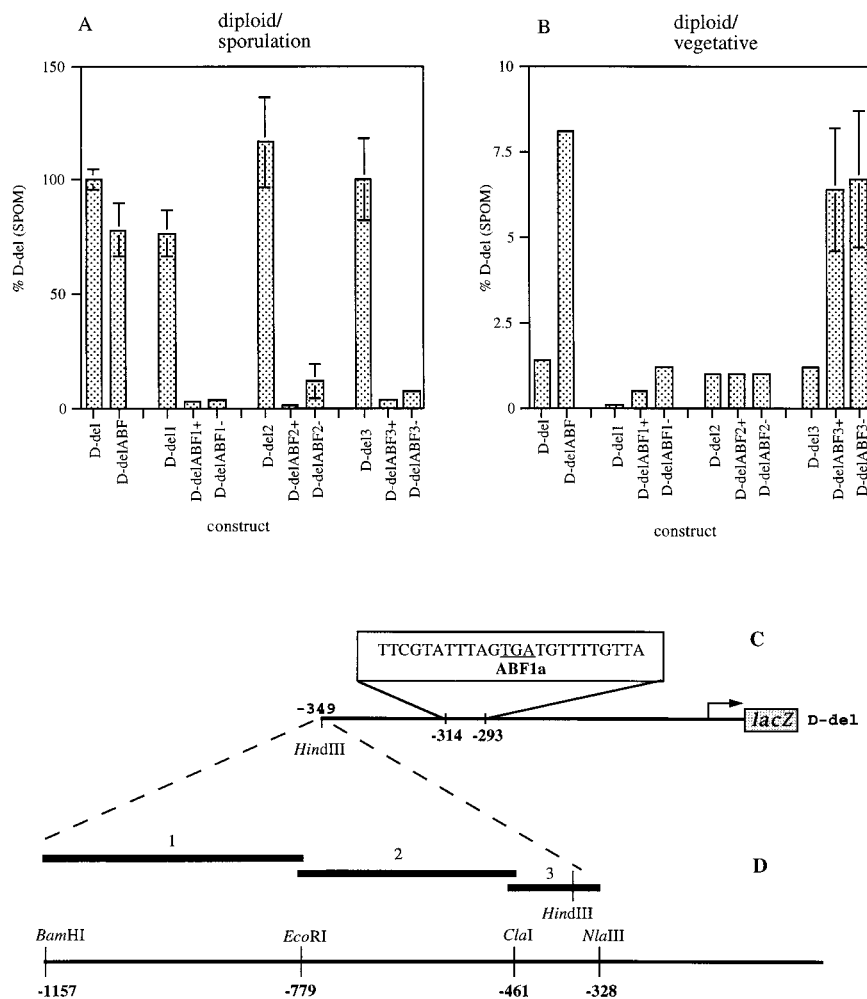 A
diploid/
sporulation
150
100
50
0
% D-del (SPOM)
D-del
D-delABF
D-del1
D-delABF1+
D-delABF1-
D-del2
D-delABF2+
D-delABF2-
D-del3
D-delABF3+
D-delABF3-
construct
B
diploid/
vegetative
10
7.5
5
2.5
0
% D-del (SPOM)
D-del
D-delABF
D-del1
D-delABF1+
D-delABF1-
D-del2
D-delABF2+
D-delABF2-
D-del3
D-delABF3+
D-delABF3-
construct
C
TTCGTATTTAGTGATGTTTTGTTA
ABF1a
-349
HindIII
-314
-293
lacZ
D-del
1
2
3
D
HindIII
BamHI
EcoRI
ClaI
NlaIII
-1157
-779
-461
-328